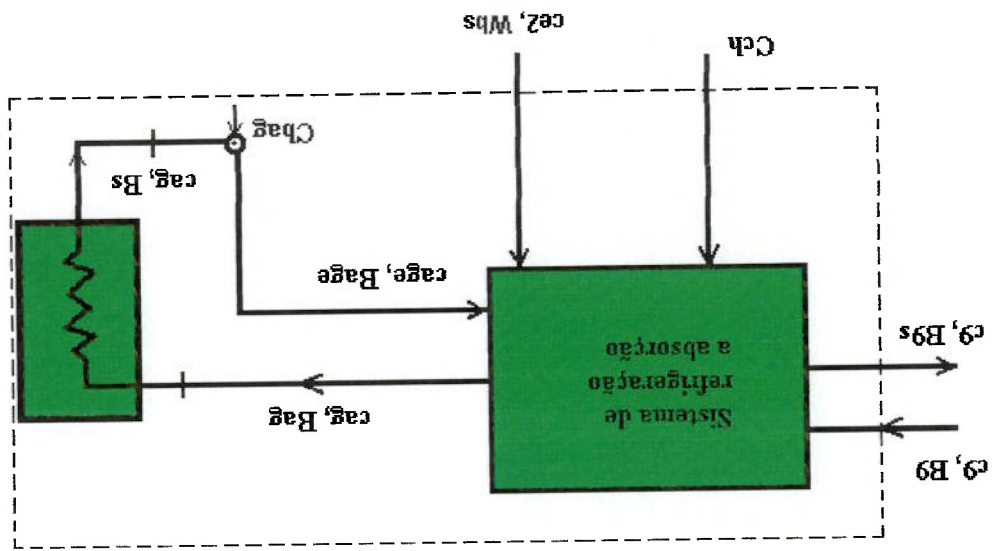 c9, B9
c9, B9s
Sistema de
refrigeração
a absorção
cag, Bag
cage, Bage
cag, Bs
Cbag
Cch
ce2, Wbs